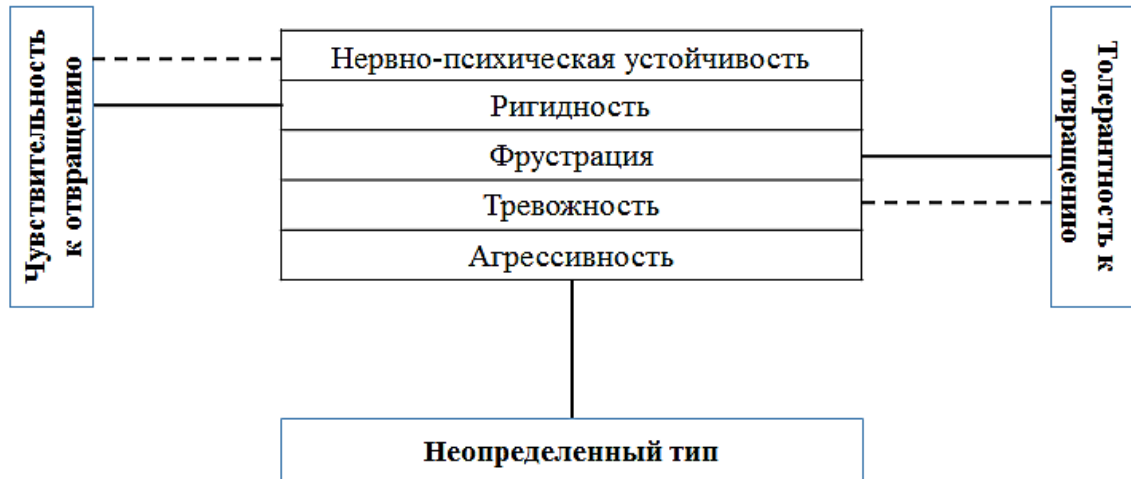 Чувствительность
к отвращению
Нервно-психическая устойчивость
Ригидность
Фрустрация
Тревожность
Агрессивность
Толерантность к
отвращению
Неопределенный тип